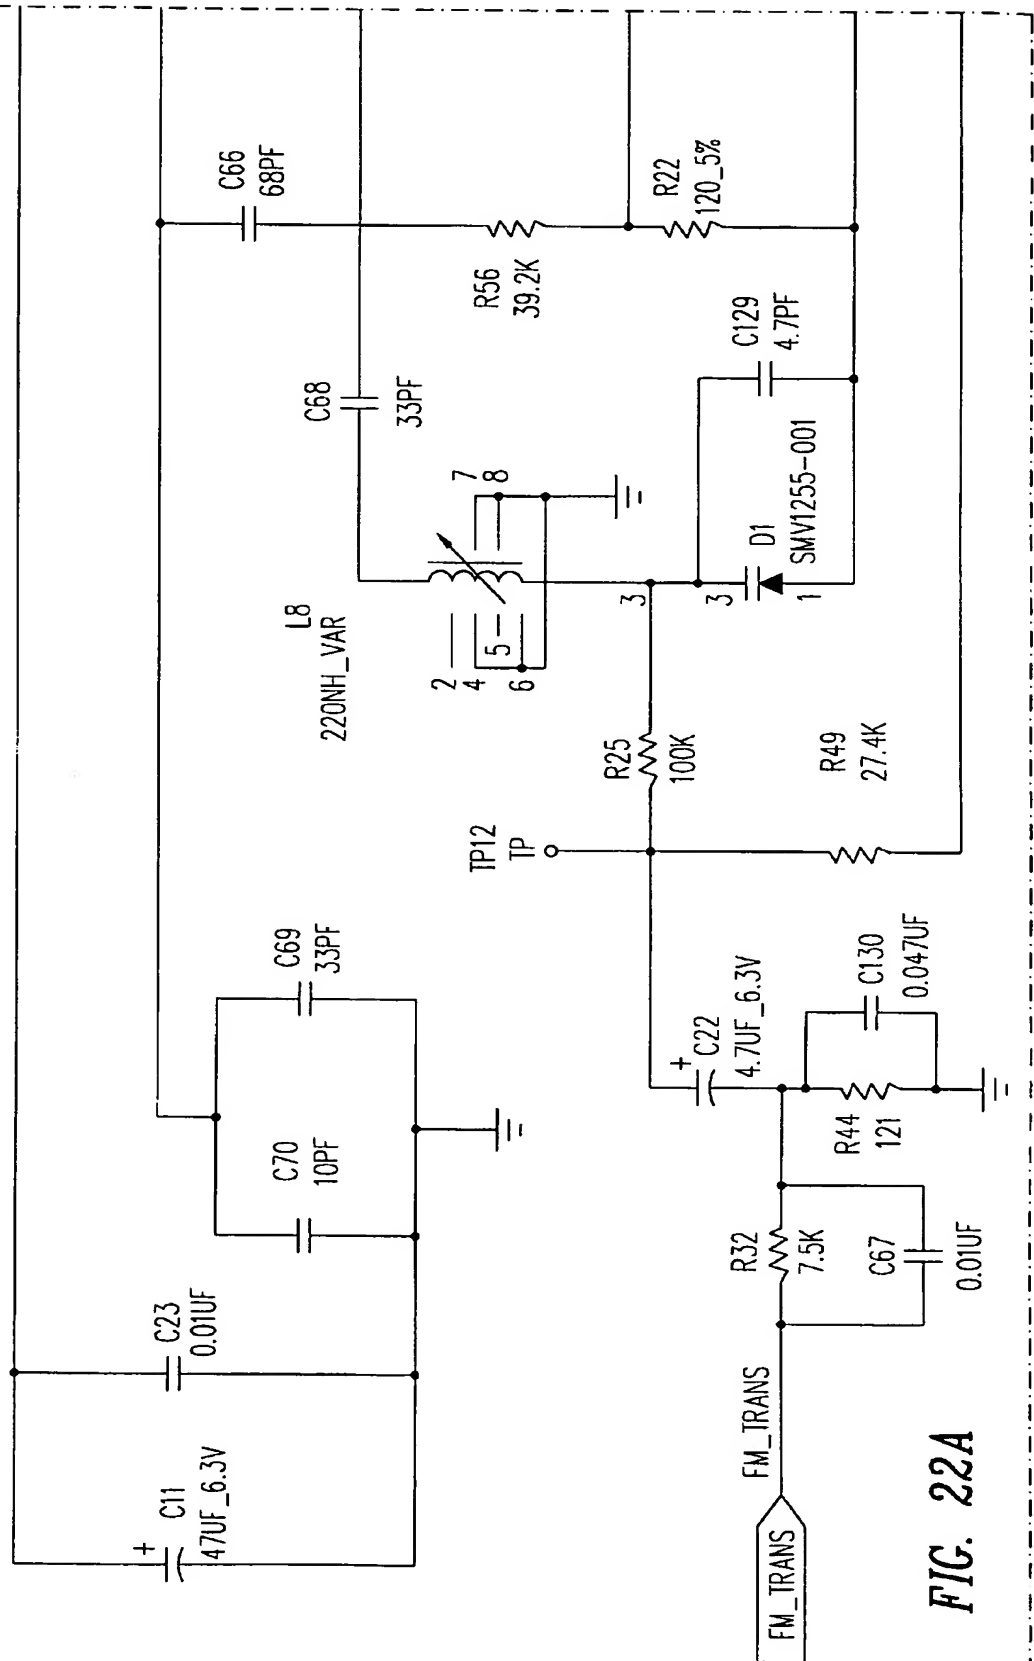 C11
47UF_6.3V
+
C23
0.01UF
C70
10PF
C69
33PF
C66
68PF
C68
33PF
R56
39.2K
R22
120_5%
L8
220NH_VAR
2
4
5
6
7
8
C129
4.7PF
3
3
D1
SMV1255-001
1
TP12
TP
R25
100K
R49
27.4K
+
C22
4.7UF_6.3V
C130
0.047UF
R44
121
R32
7.5K
C67
0.01UF
FM_TRANS
FM_TRANS
FIG. 22A